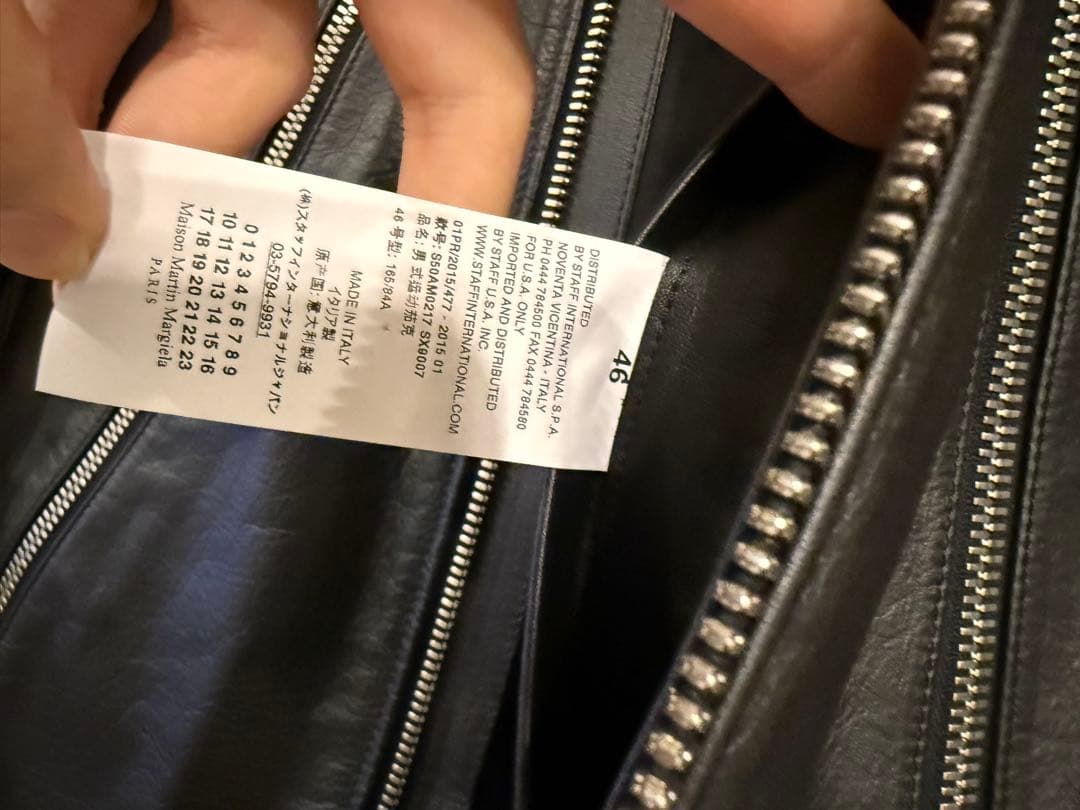 46
DISTRIBUTED
BY STAFF INTERNATIONAL S.P.A.
NOVENTA VICENTINA - ITALY
PH 0444 784500 FAX 0444 784580
FOR U.S.A. ONLY
IMPORTED AND DISTRIBUTED
BY STAFF U.S.A. INC.
WWW.STAFFINTERNATIONAL.COM
01PR/2015/477 - 2015 01
款号: S50AM0217 SX9007
品名: 男式运动茄克
46 号型: 165/84A
MADE IN ITALY
イタリア製
原产国: 意大利製造
(株)スタッフインターナショナルジャパン
03-5794-9931
0 1 2 3 4 5 6 7 8 9
10 11 12 13 14 15 16
17 18 19 20 21 22 23
Maison Martin Margiela
PARIS